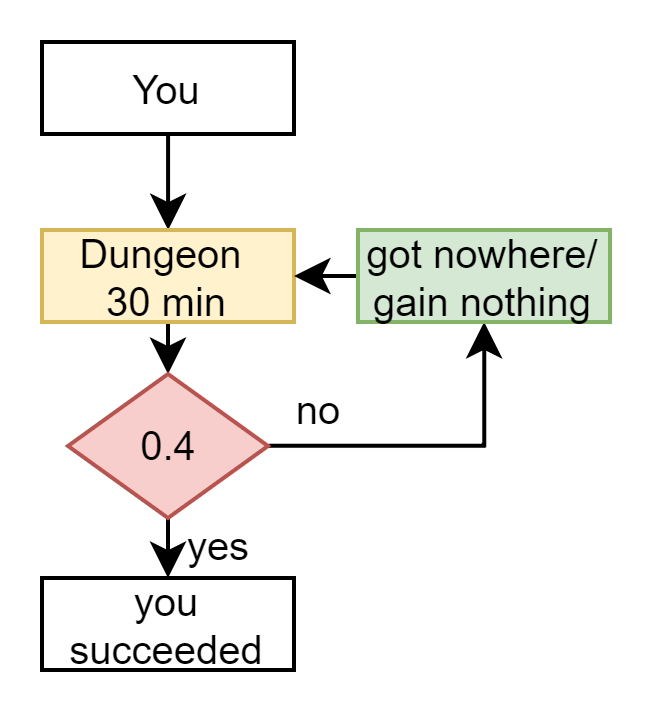 You
Dungeon
30 min
got nowhere/
gain nothing
0.4
no
yes
you
succeeded